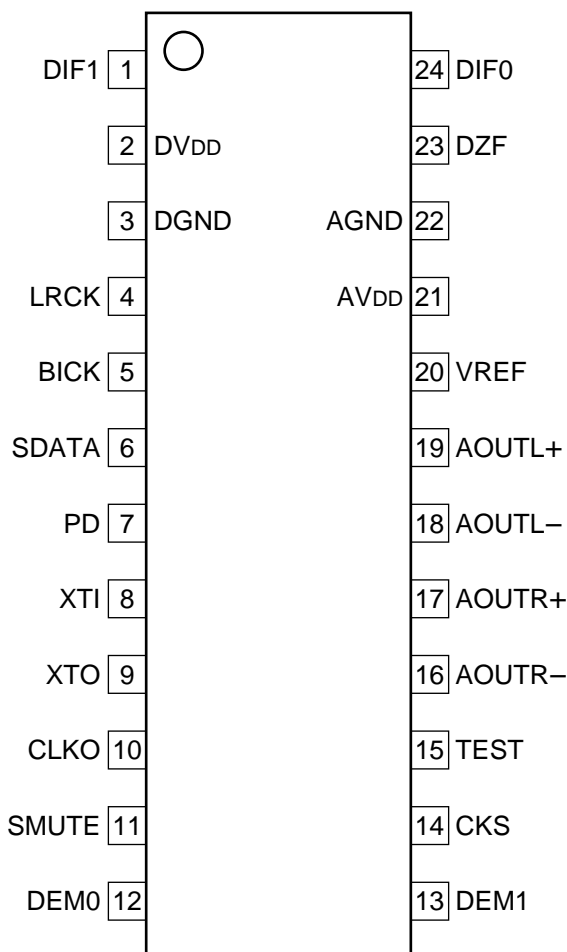 DIF1 1 24 DIF0
2 DVDD 23 DZF
3 DGND AGND 22
LRCK 4 AVDD 21
BICK 5 20 VREF
SDATA 6 19 AOUTL+
PD 7 18 AOUTL−
XTI 8 17 AOUTR+
XTO 9 16 AOUTR−
CLKO 10 15 TEST
SMUTE 11 14 CKS
DEM0 12 13 DEM1